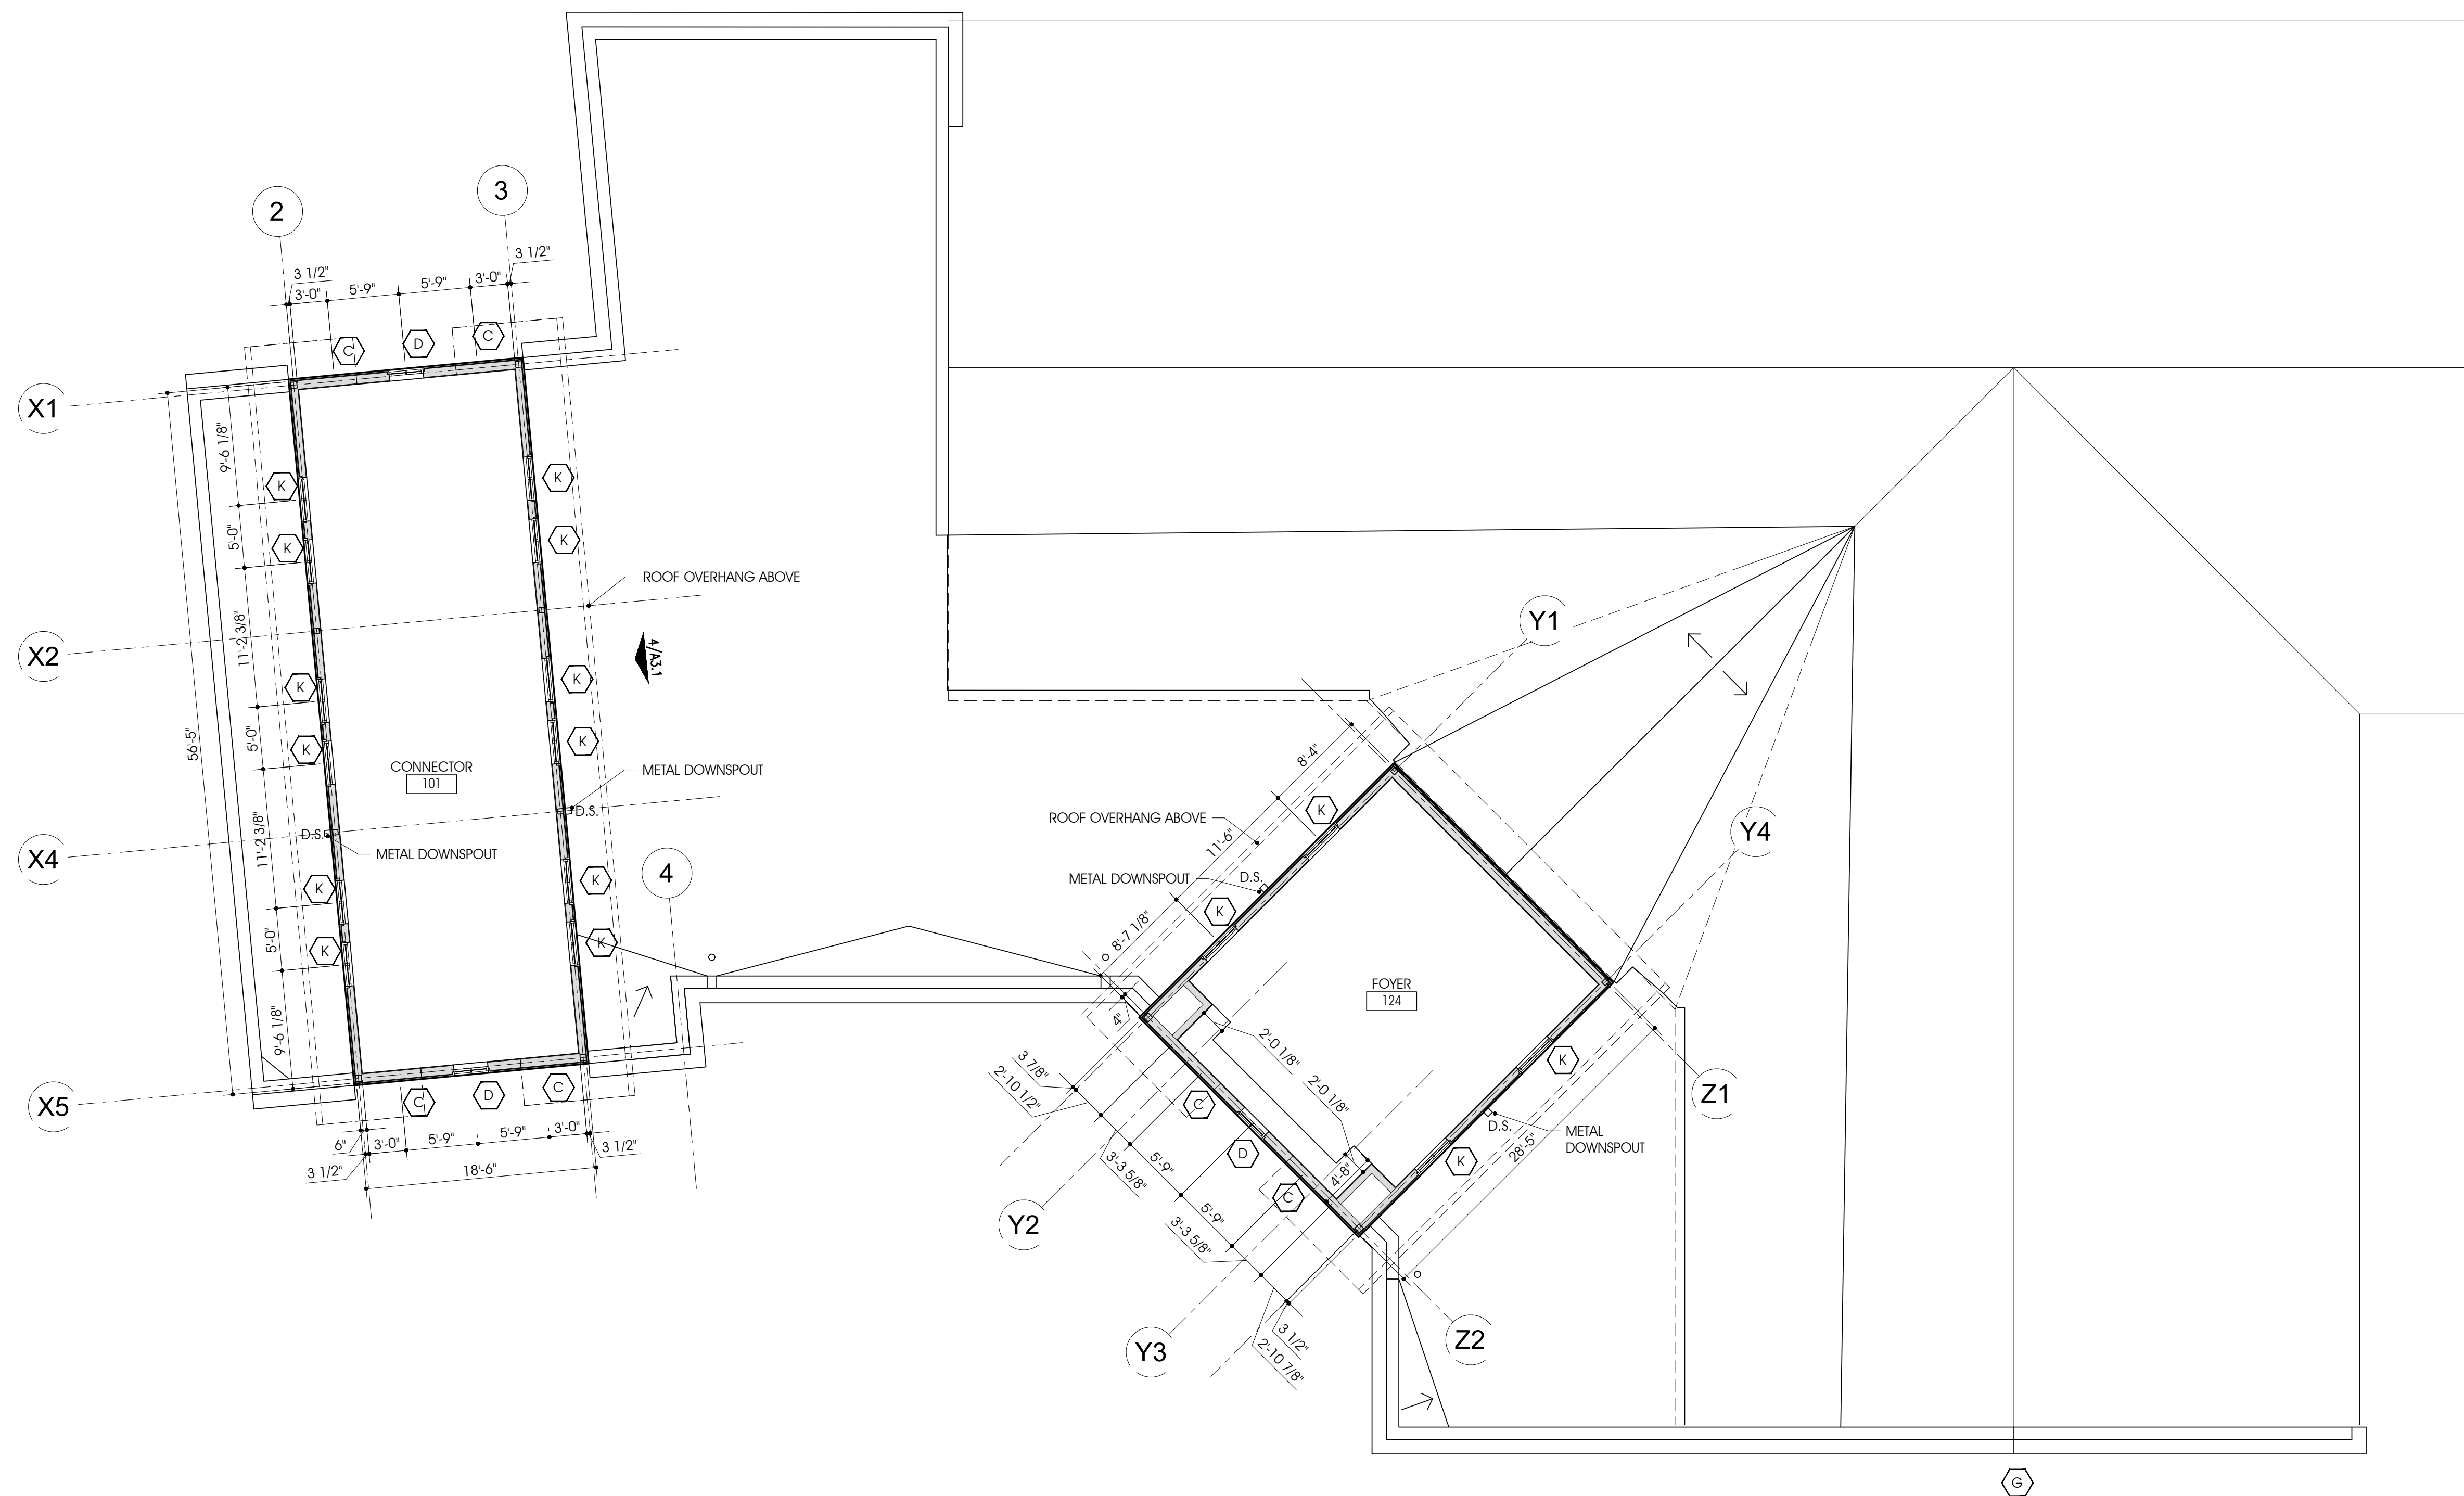 2
3
3 1/2"
3 1/2"
3'-0"
5'-9"
5'-9"
3'-0"
C
D
C
X1
9'-6 1/8"
K
K
5'-0"
K
K
ROOF OVERHANG ABOVE
X2
11'-2 3/8"
4/A3.1
K
K
56'-5"
5'-0"
K
K
CONNECTOR
101
METAL DOWNSPOUT
D.S.
D.S.
METAL DOWNSPOUT
X4
11'-2 3/8"
4
K
K
5'-0"
K
K
9'-6 1/8"
X5
C
D
C
6"
3'-0"
5'-9"
5'-9"
3'-0"
3 1/2"
3 1/2"
18'-6"
Y1
8'-4"
K
ROOF OVERHANG ABOVE
11'-6"
METAL DOWNSPOUT
D.S.
K
8'-7 1/8"
Y4
FOYER
124
4"
2'-0 1/8"
2'-0 1/8"
3 7/8"
2'-10 1/2"
K
Z1
C
D.S.
METAL
DOWNSPOUT
28'-5"
D
K
3'-3 5/8"
5'-9"
4'-8"
C
Y2
5'-9"
3'-3 5/8"
3 1/2"
2'-10 7/8"
Z2
Y3
G